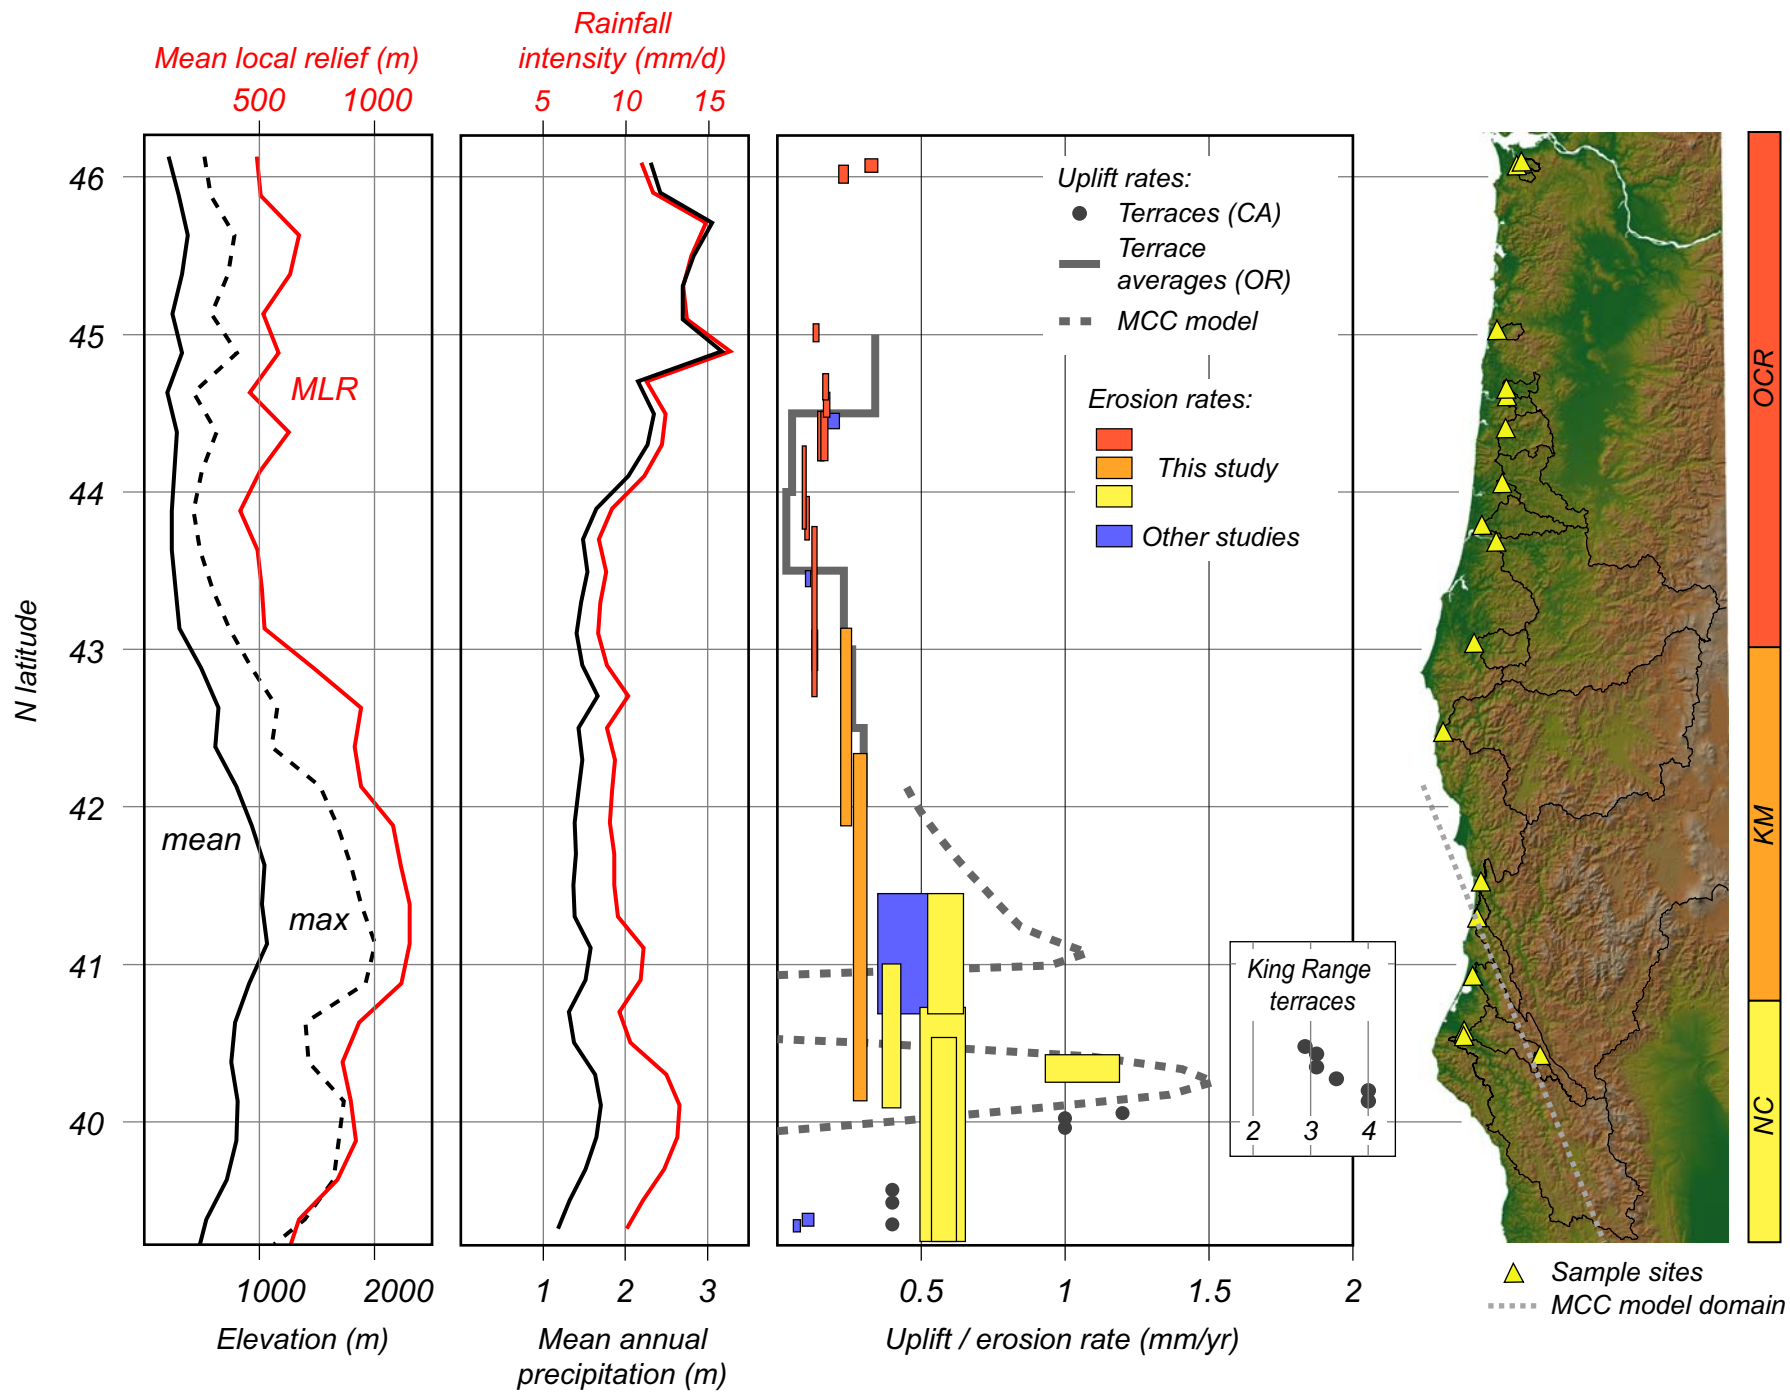 Mean local relief (m)
500 1000
Rainfall
intensity (mm/d)
5 10 15
N latitude
46
45
44
43
42
41
40
MLR
mean
max
1000 2000
Elevation (m)
1 2 3
Mean annual
precipitation (m)
Uplift rates:
Terraces (CA)
Terrace
averages (OR)
MCC model
Erosion rates:
This study
Other studies
King Range
terraces
2 3 4
0.5 1 1.5 2
Uplift / erosion rate (mm/yr)
OCR
KM
NC
Sample sites
MCC model domain